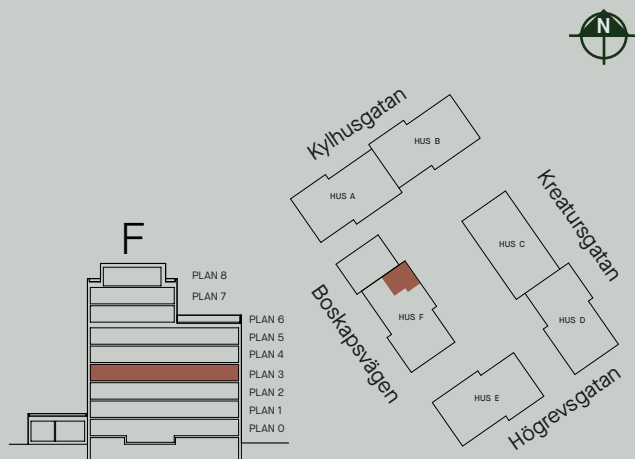 N
Kylhusgatan
HUS B
HUS A
Kreatursgatan
HUS C
F
PLAN 8
PLAN 7
PLAN 6
PLAN 5
PLAN 4
PLAN 3
PLAN 2
PLAN 1
PLAN 0
Boskapsvägen
HUS F
HUS D
HUS E
Högrevsgatan